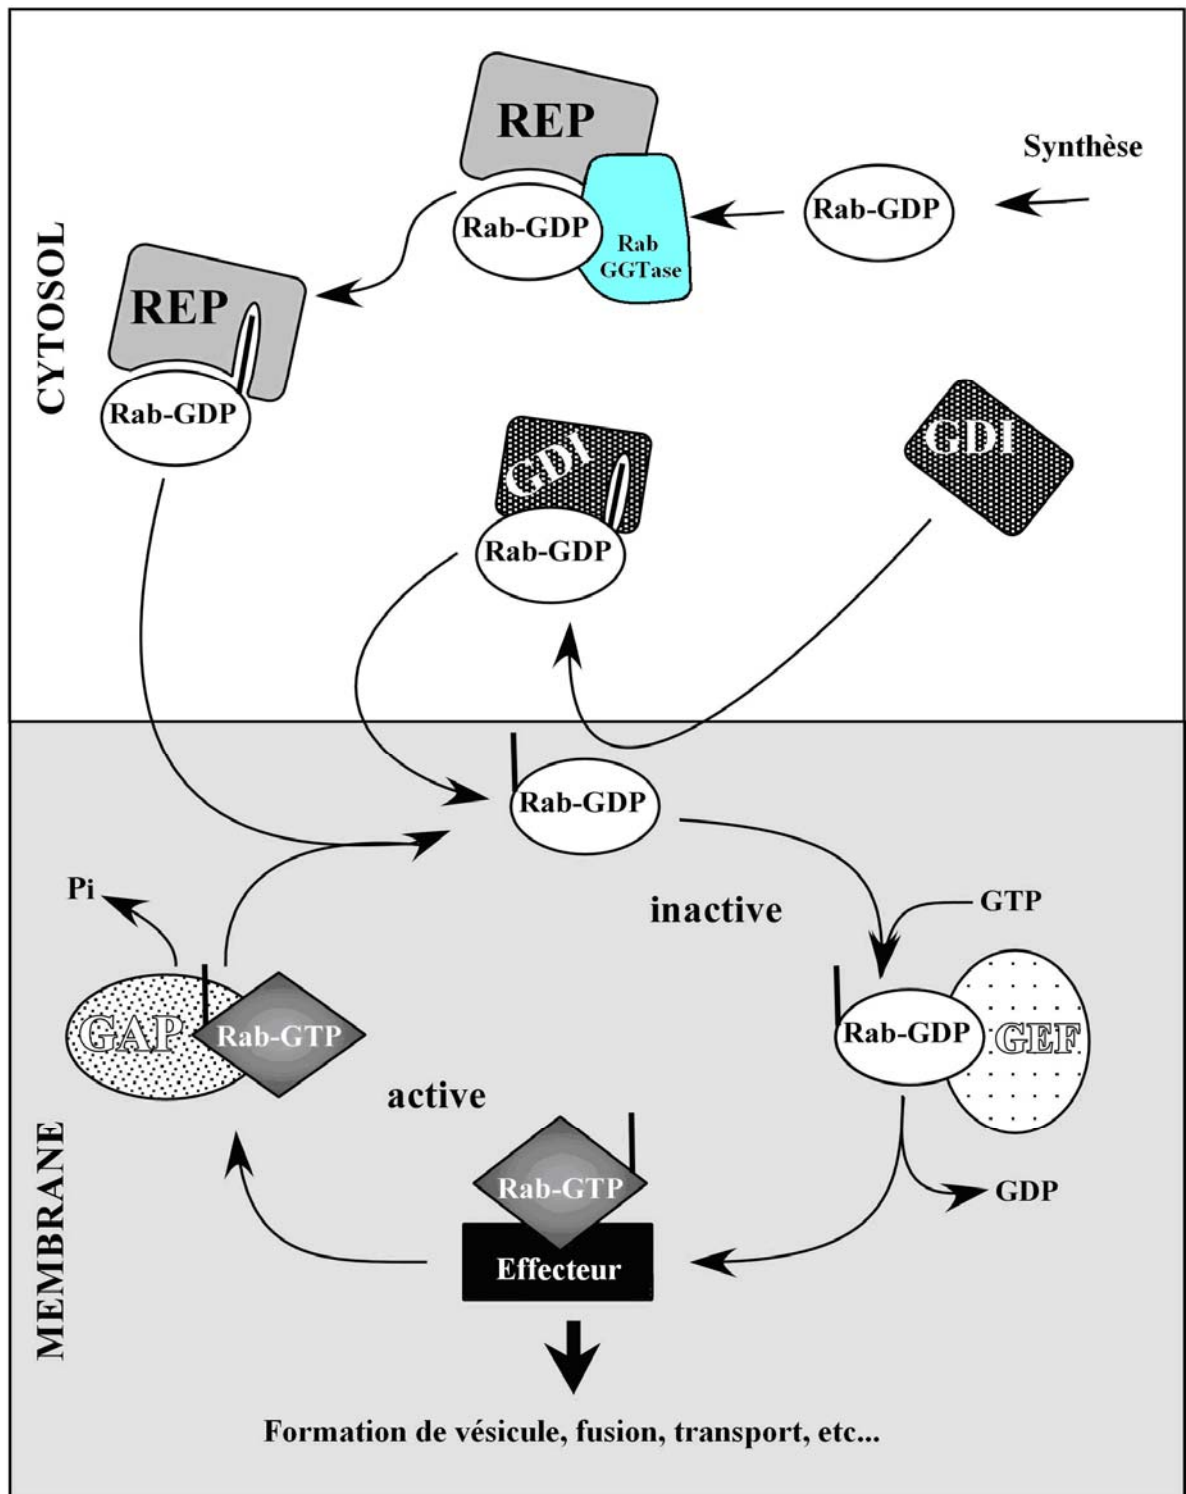 REP
Synthèse
Rab-GDP
Rab-GDP
Rab
GGTase
CYTOSOL
REP
Rab-GDP
GDI
GDI
Rab-GDP
Rab-GDP
Pi
inactive
GTP
GAP
Rab-GTP
Rab-GDP
GEF
active
MEMBRANE
Rab-GTP
GDP
Effecteur
Formation de vésicule, fusion, transport, etc...